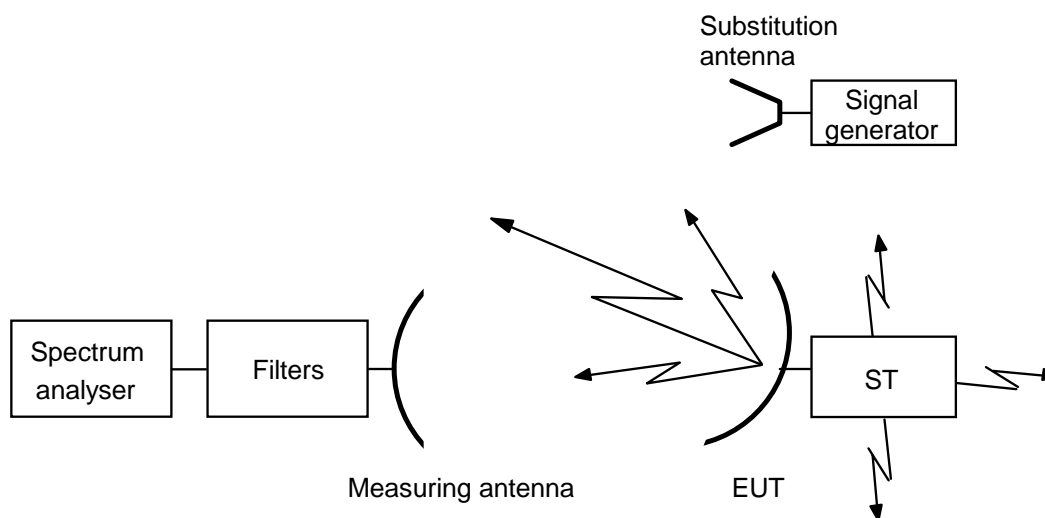 Substitution
antenna
Signal
generator
Spectrum
analyser
Filters
ST
Measuring antenna
EUT